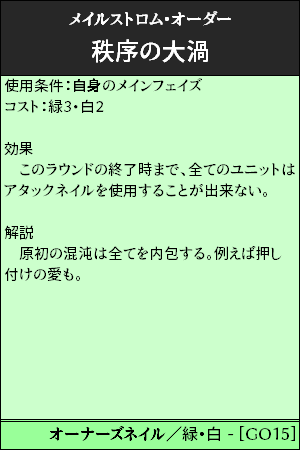 メイルストロム・オーダー
秩序の大渦
使用条件：自身のメインフェイズ
コスト：緑3・白2
効果
　このラウンドの終了時まで、全てのユニットは
アタックネイルを使用することが出来ない。
解説
　原初の混沌は全てを内包する。例えば押し
付けの愛も。
オーナーズネイル／緑・白 - [GO15]